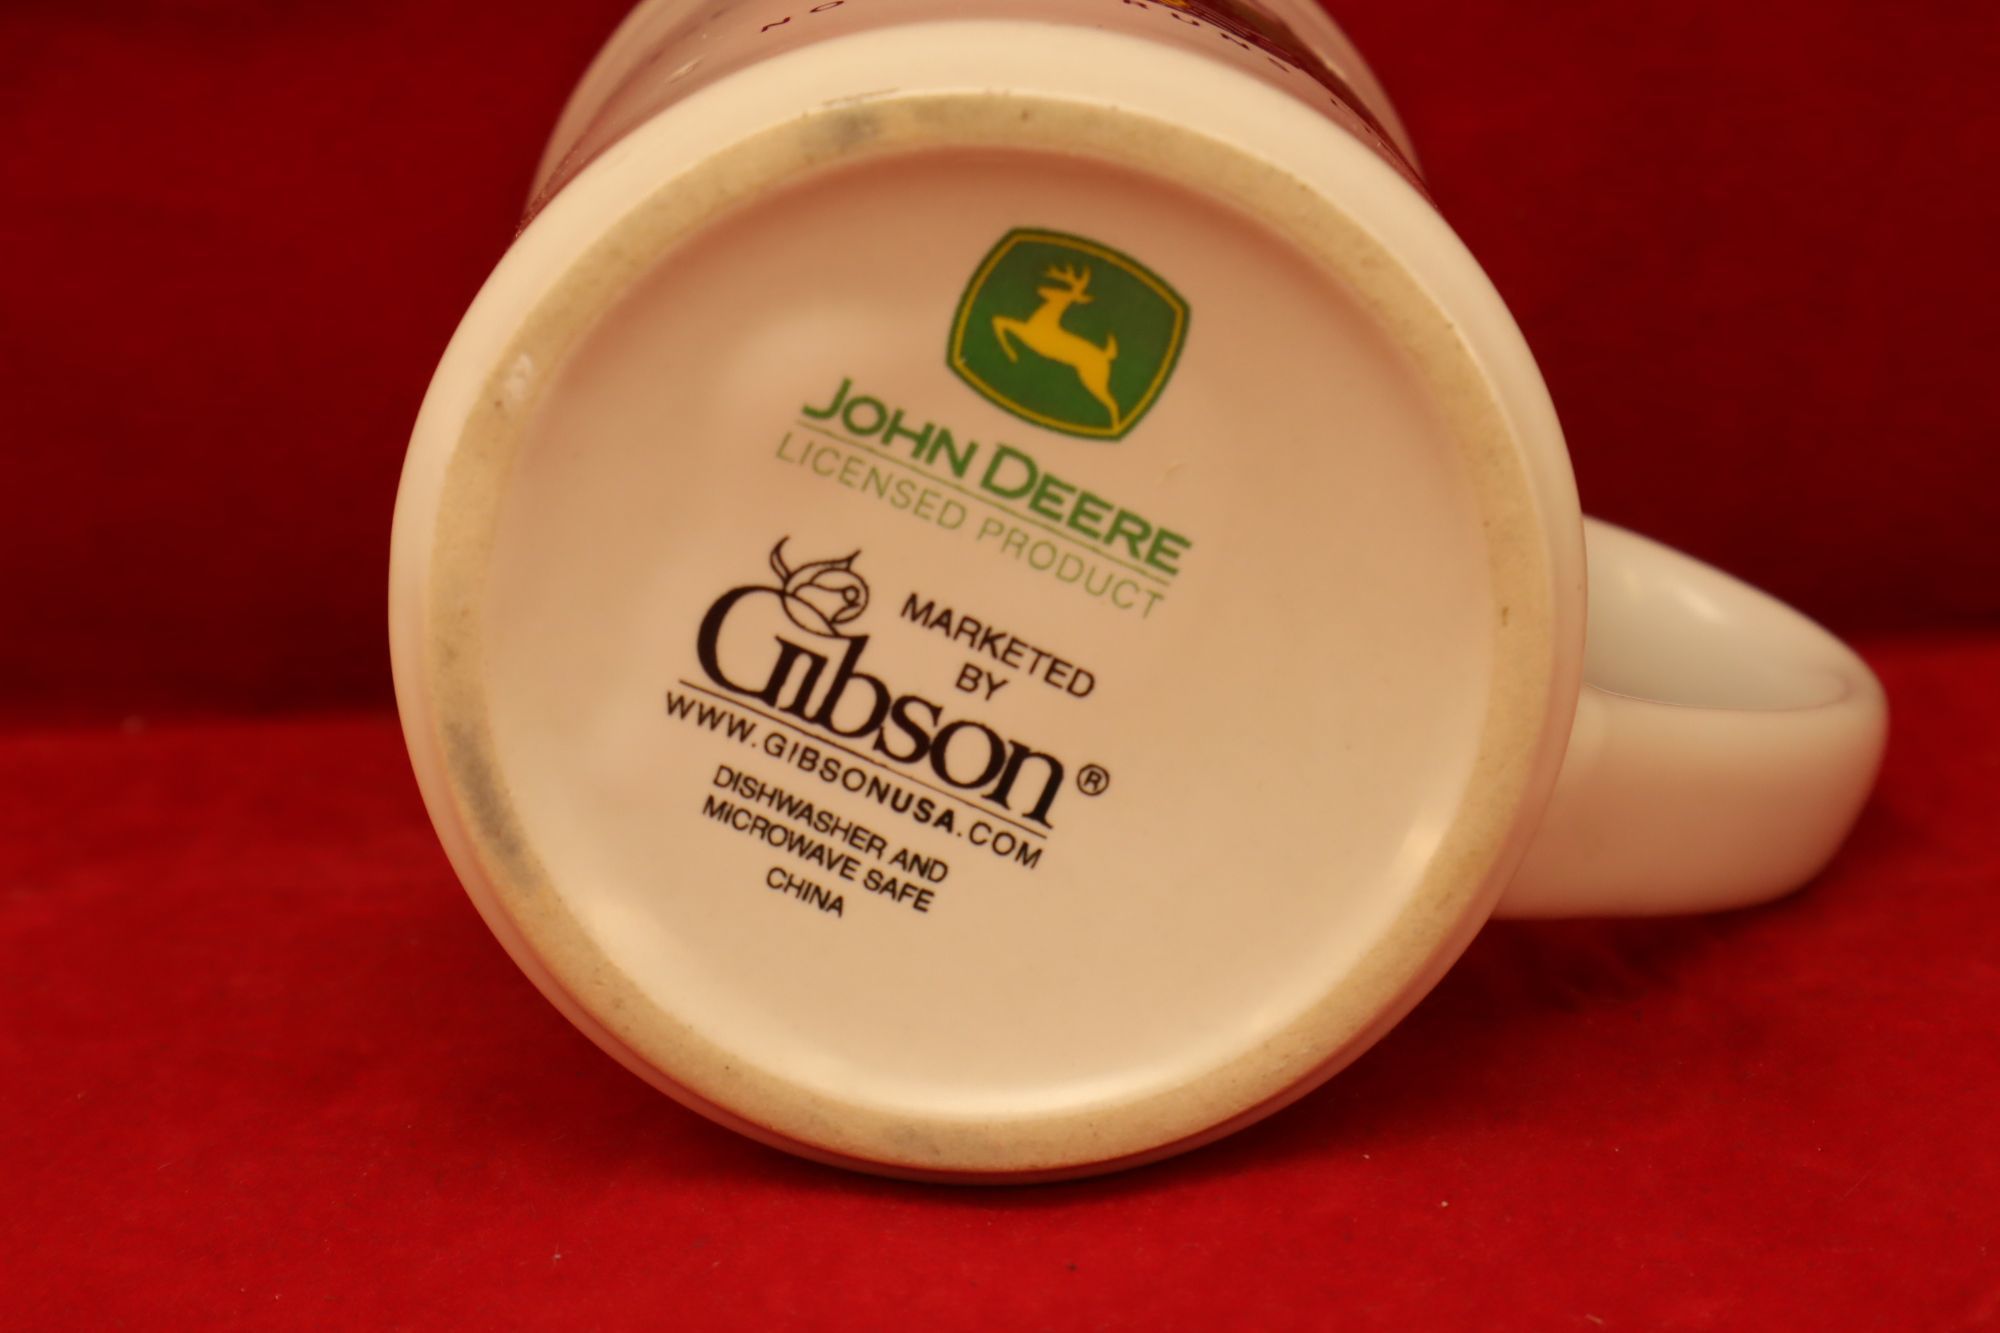 JOHN DEERE
LICENSED PRODUCT
MARKETED
BY
Gibson®
WWW.GIBSONUSA.COM
DISHWASHER AND
MICROWAVE SAFE
CHINA